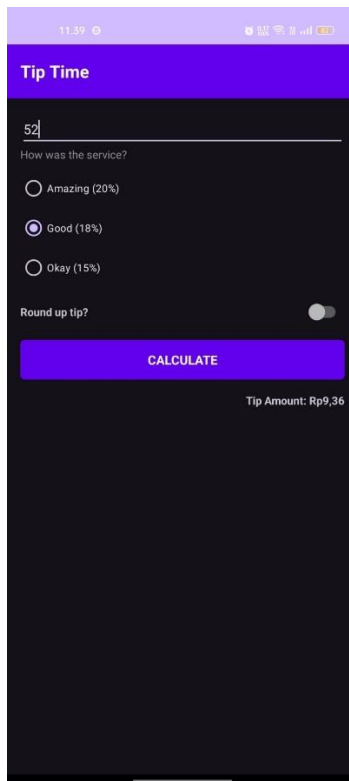 11.39
Tip Time
52
How was the service?
Amazing (20%)
Good (18%)
Okay (15%)
Round up tip?
CALCULATE
Tip Amount: Rp9,36